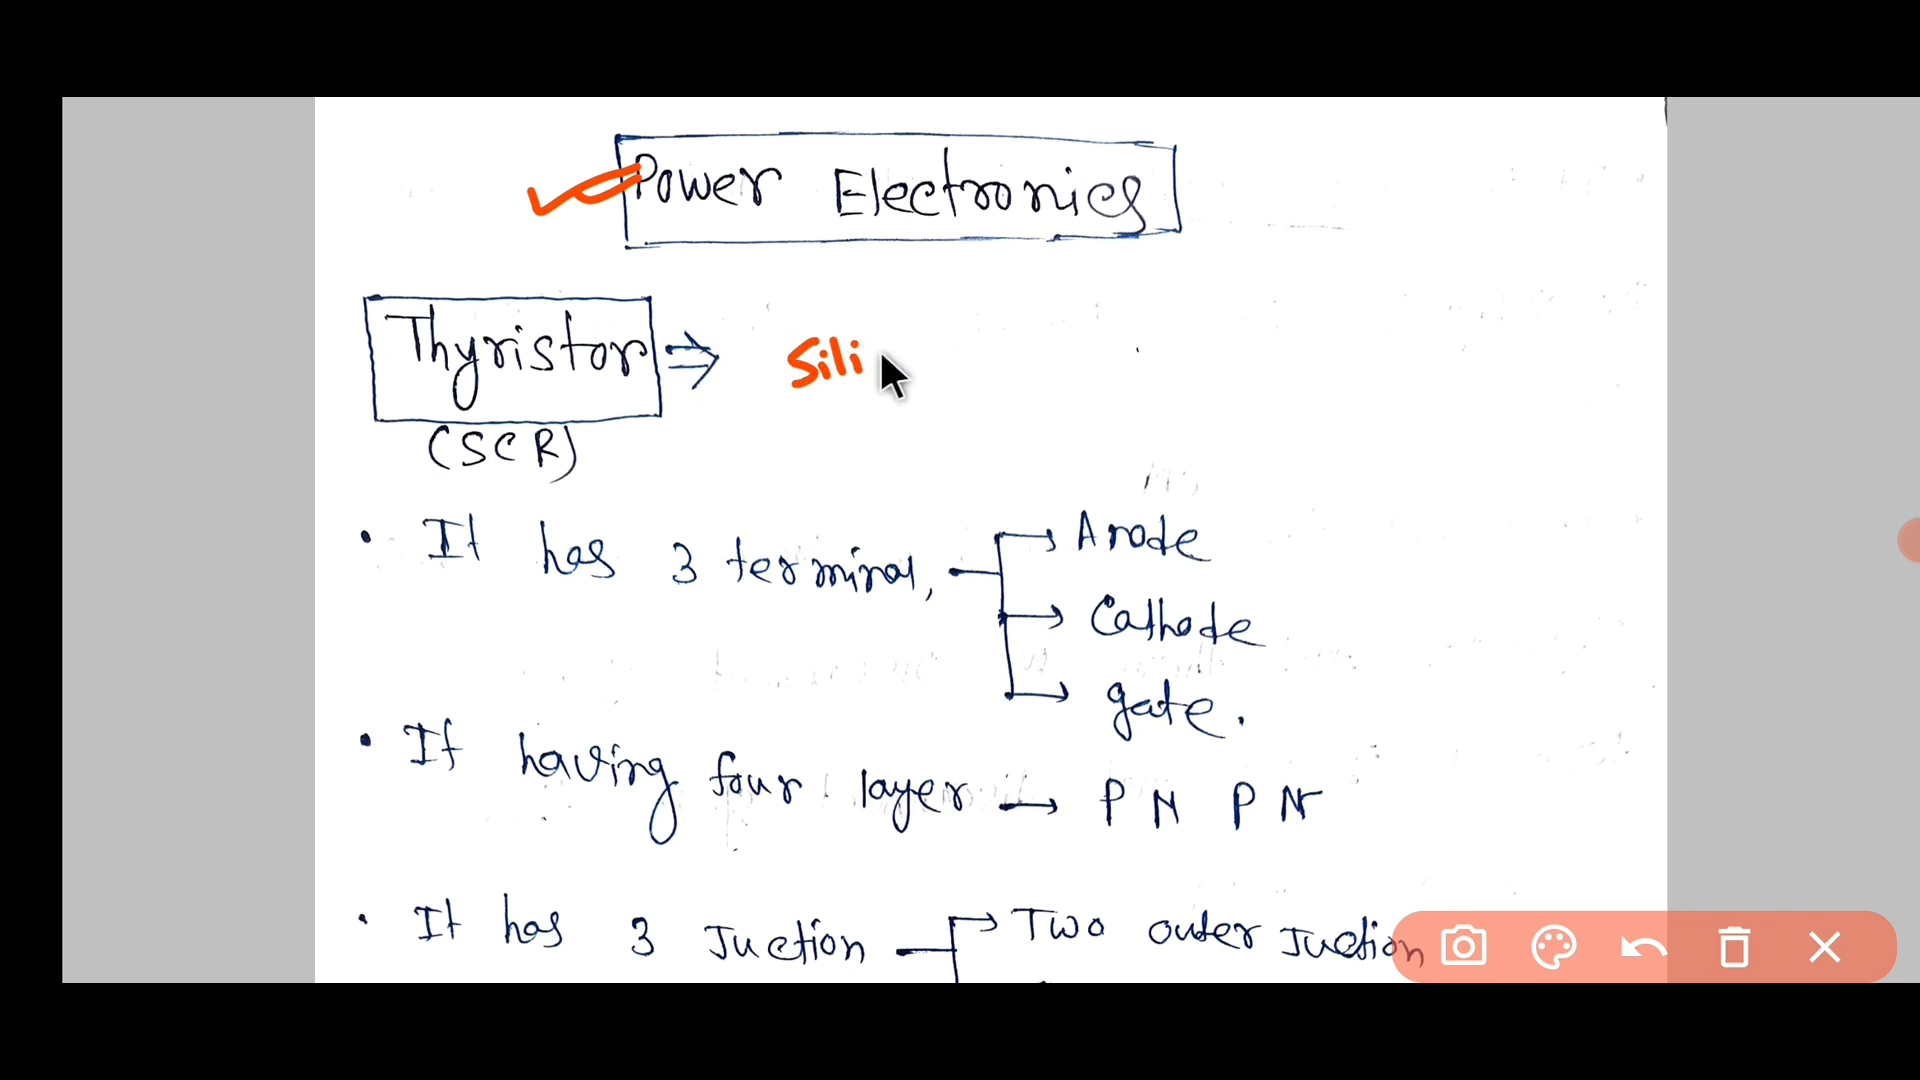 Power Electronics
Thyristor ⇒ Sili
(SCR)
• It has 3 terminal, → Anode
→ Cathode
→ gate.
• It having four layer → P N P N
• It has 3 Juction → Two outer Juction